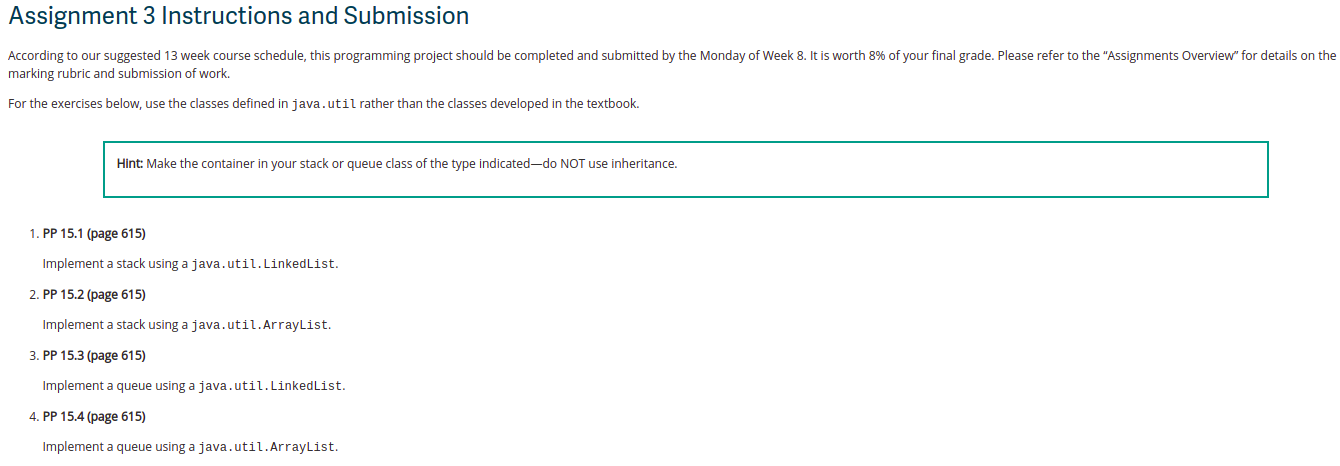 Assignment 3 Instructions and Submission
According to our suggested 13 week course schedule, this programming project should be completed and submitted by the Monday of Week 8. It is worth 8% of your final grade. Please refer to the “Assignments Overview” for details on the
marking rubric and submission of work.
For the exercises below, use the classes defined in java.util rather than the classes developed in the textbook.
Hint: Make the container in your stack or queue class of the type indicated—do NOT use inheritance.
1. PP 15.1 (page 615)
Implement a stack using a java.util.LinkedList.
2. PP 15.2 (page 615)
Implement a stack using a java.util.ArrayList.
3. PP 15.3 (page 615)
Implement a queue using a java.util.LinkedList.
4. PP 15.4 (page 615)
Implement a queue using a java.util.ArrayList.